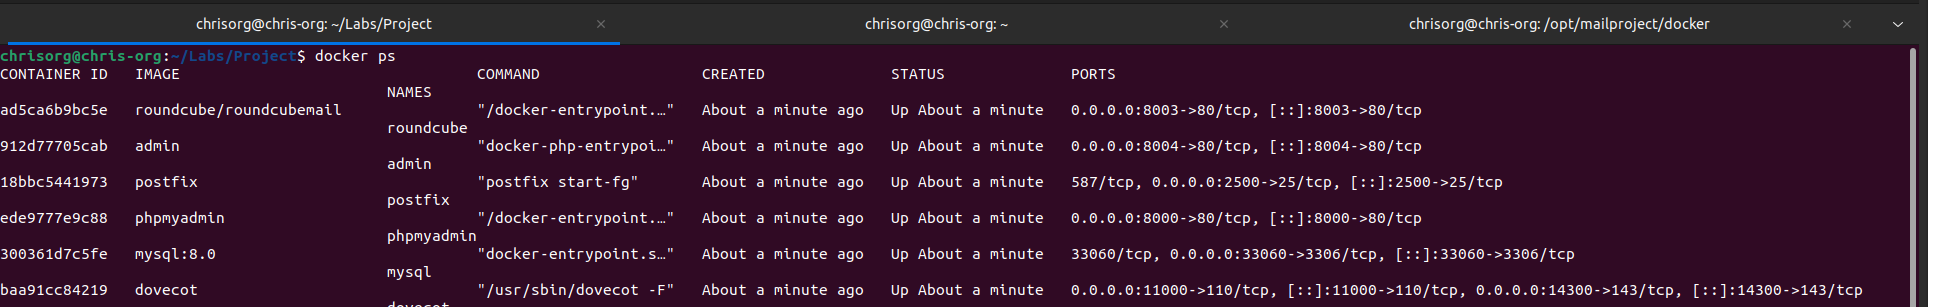 chrisorg@chris-org: ~/Labs/Project × chrisorg@chris-org: ~ × chrisorg@chris-org: /opt/mailproject/docker ×
chrisorg@chris-org:~/Labs/Project$ docker ps
CONTAINER ID IMAGE COMMAND CREATED STATUS PORTS
NAMES
ad5ca6b9bc5e roundcube/roundcubemail "/docker-entrypoint.…" About a minute ago Up About a minute 0.0.0.0:8003->80/tcp, [::]:8003->80/tcp
roundcube
912d77705cab admin "docker-php-entrypoi…" About a minute ago Up About a minute 0.0.0.0:8004->80/tcp, [::]:8004->80/tcp
admin
18bbc5441973 postfix "postfix start-fg" About a minute ago Up About a minute 587/tcp, 0.0.0.0:2500->25/tcp, [::]:2500->25/tcp
postfix
ede9777e9c88 phpmyadmin "/docker-entrypoint.…" About a minute ago Up About a minute 0.0.0.0:8000->80/tcp, [::]:8000->80/tcp
phpmyadmin
300361d7c5fe mysql:8.0 "docker-entrypoint.s…" About a minute ago Up About a minute 33060/tcp, 0.0.0.0:33060->3306/tcp, [::]:33060->3306/tcp
mysql
baa91cc84219 dovecot "/usr/sbin/dovecot -F" About a minute ago Up About a minute 0.0.0.0:11000->110/tcp, [::]:11000->110/tcp, 0.0.0.0:14300->143/tcp, [::]:14300->143/tcp
dovecot